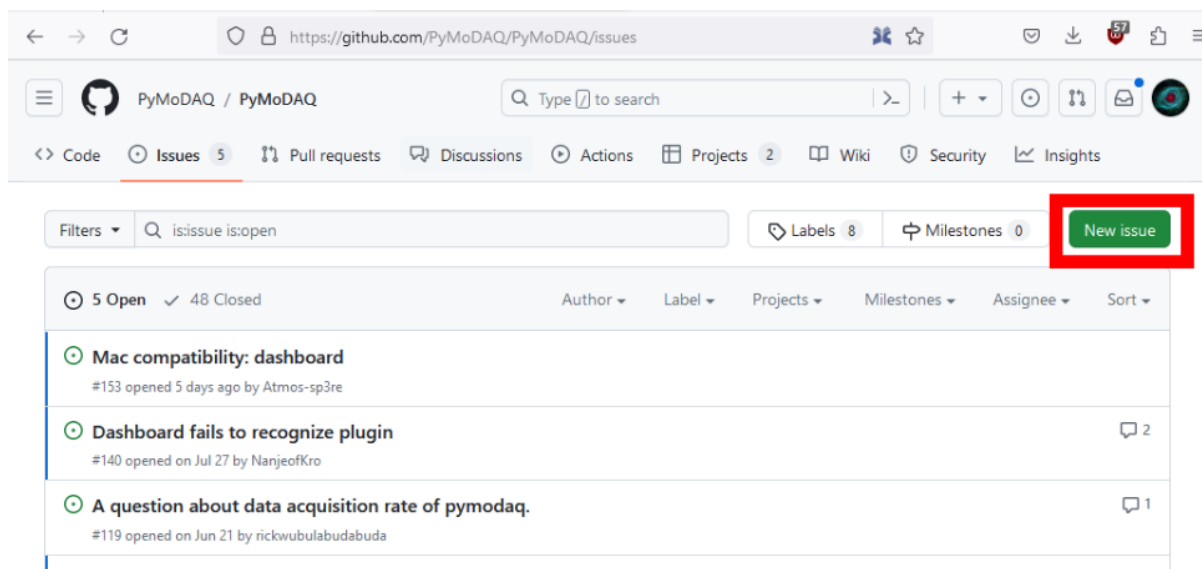 https://github.com/PyMoDAQ/PyMoDAQ/issues
57
PyMoDAQ / PyMoDAQ
Type / to search
Code Issues 5 Pull requests Discussions Actions Projects 2 Wiki Security Insights
Filters is:issue is:open Labels 8 Milestones 0 New issue
5 Open 48 Closed Author Label Projects Milestones Assignee Sort
Mac compatibility: dashboard
#153 opened 5 days ago by Atmos-sp3re
Dashboard fails to recognize plugin 2
#140 opened on Jul 27 by NanjeofKro
A question about data acquisition rate of pymodaq. 1
#119 opened on Jun 21 by rickwubulabudabuda